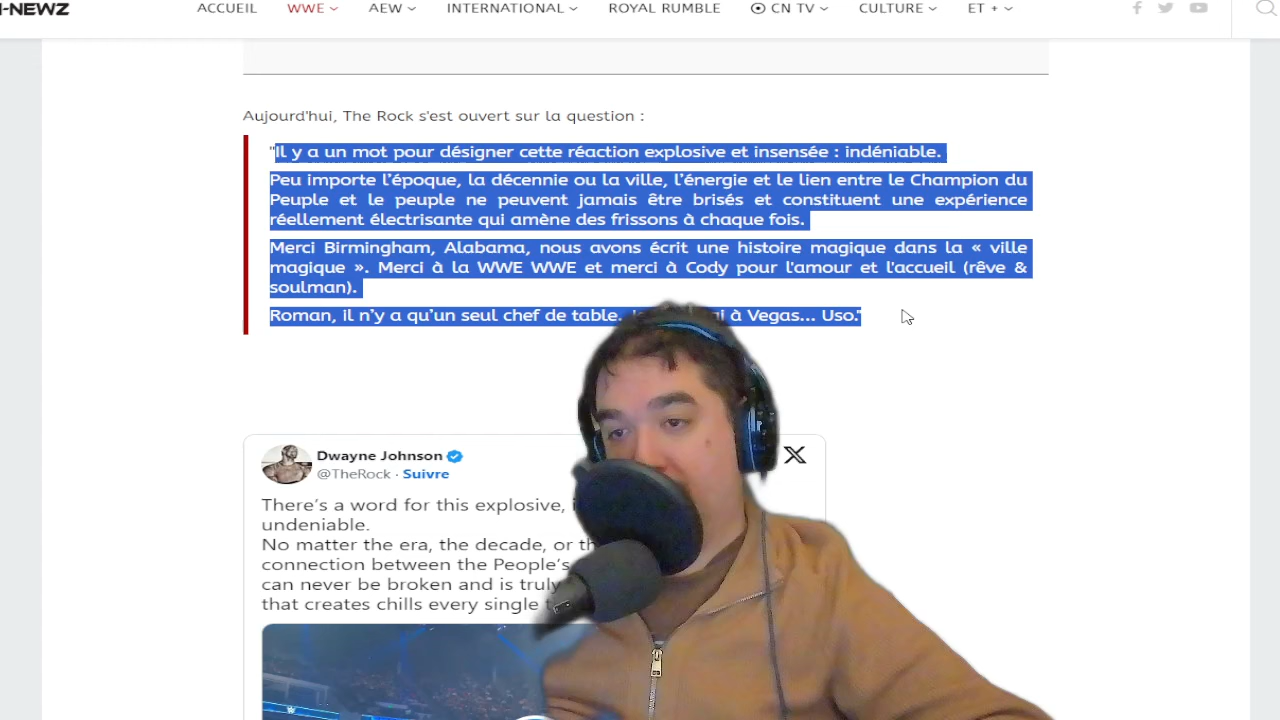 -NEWZ
ACCUEIL WWE AEW INTERNATIONAL ROYAL RUMBLE CN TV CULTURE ET +
Aujourd'hui, The Rock s'est ouvert sur la question :
"Il y a un mot pour désigner cette réaction explosive et insensée : indéniable.
Peu importe l'époque, la décennie ou la ville, l'énergie et le lien entre le Champion du
Peuple et le peuple ne peuvent jamais être brisés et constituent une expérience
réellement électrisante qui amène des frissons à chaque fois.
Merci Birmingham, Alabama, nous avons écrit une histoire magique dans la « ville
magique ». Merci à la WWE WWE et merci à Cody pour l'amour et l'accueil (rêve &
soulman).
Roman, il n'y a qu'un seul chef de table. à Vegas... Uso."
Dwayne Johnson
@TheRock · Suivre
There's a word for this explosive,
undeniable.
No matter the era, the decade, or
connection between the People's
can never be broken and is truly
that creates chills every single